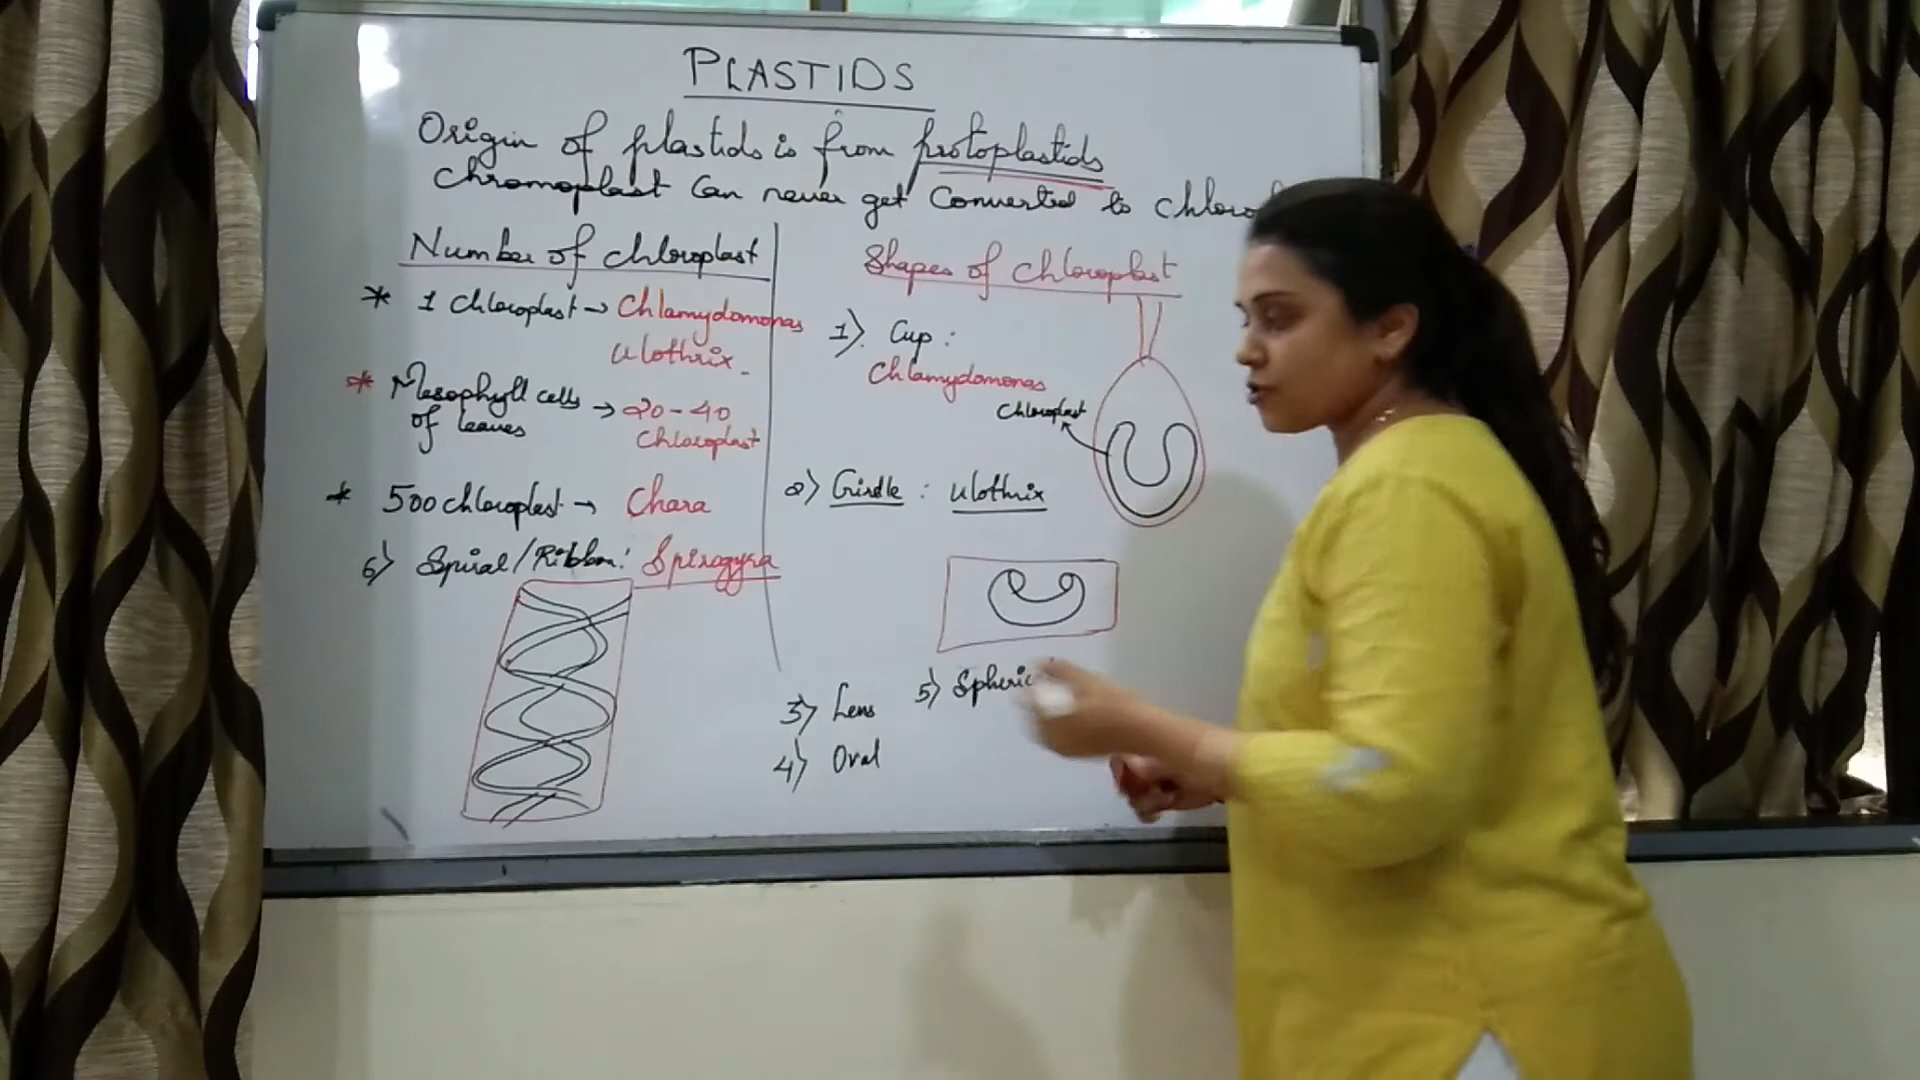 PLASTIDS
Origin of plastids is from protoplastids
Chromoplast Can never get Converted to
Number of chloroplast
* 1 Chloroplast → Chlamydomonas
Ulothrix
* Mesophyll cells → 20-40
of leaves
Chloroplast
* 500 chloroplast → Chara
6) Spiral/Ribbon: Spirogyra
Shapes of chloroplast
1). Cup:
Chlamydomonas
Chloroplast
2) Girdle : Ulothrix
3) Lens
4) Oval
5)